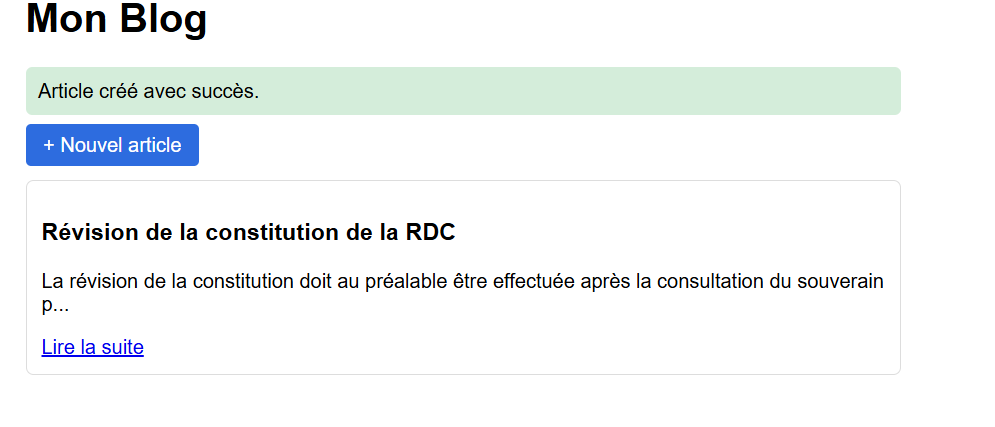 Mon Blog
Article créé avec succès.
+ Nouvel article
Révision de la constitution de la RDC
La révision de la constitution doit au préalable être effectuée après la consultation du souverain
p...
Lire la suite